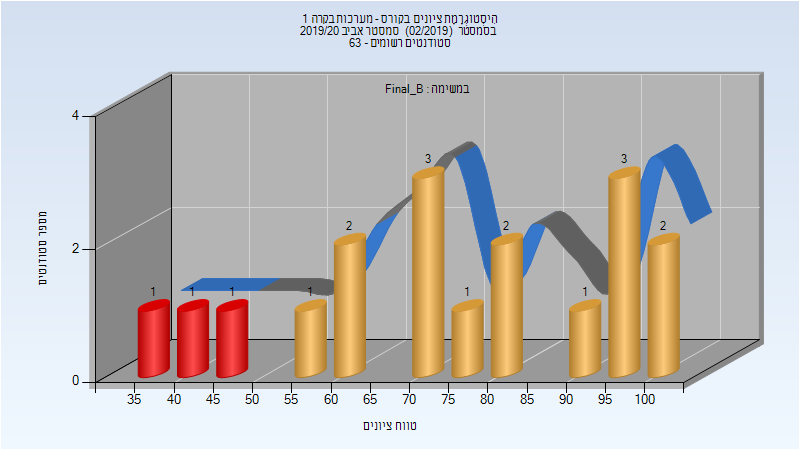 היסטוגרמת ציונים בקורס - מערכות בקרה 1
בסמסטר (02/2019) סמסטר אביב 2019/20
סטודנטים רשומים - 63
במשימה : Final_B
מספר סטודנטים
4
2
0
1 1 1 1 2 3 1 2 1 3 2
35 40 45 50 55 60 65 70 75 80 85 90 95 100
טווח ציונים